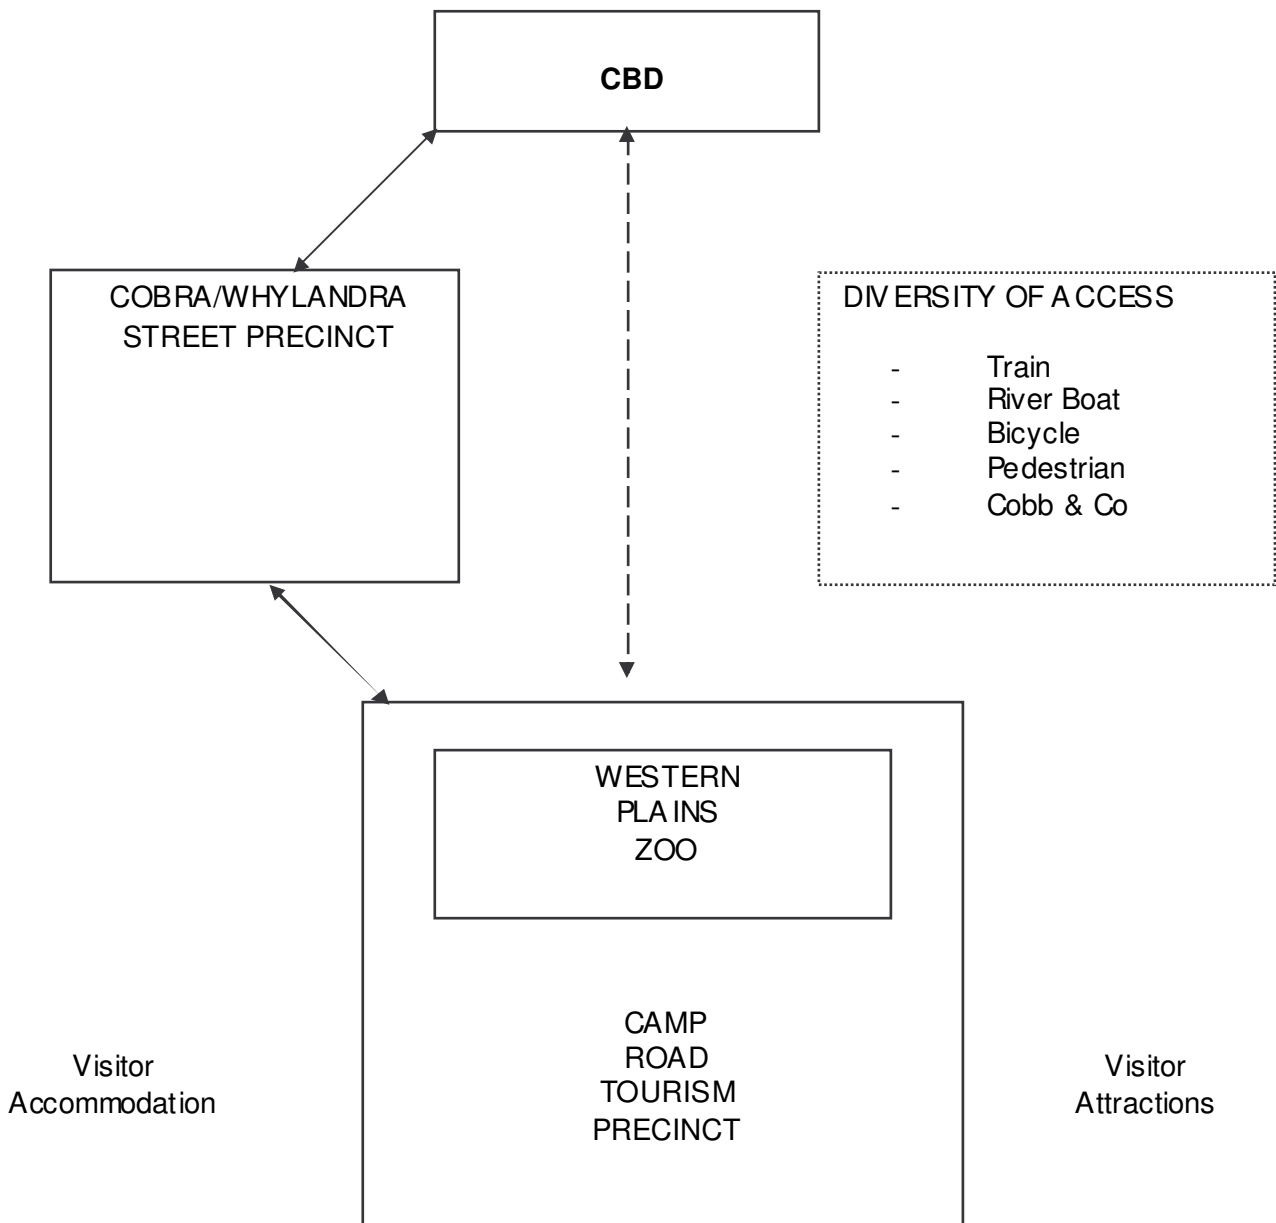 CBD
COBRA/WHYLANDRA
STREET PRECINCT
DIVERSITY OF ACCESS
- Train
- River Boat
- Bicycle
- Pedestrian
- Cobb & Co
WESTERN
PLAINS
ZOO
CAMP
ROAD
TOURISM
PRECINCT
Visitor
Accommodation
Visitor
Attractions